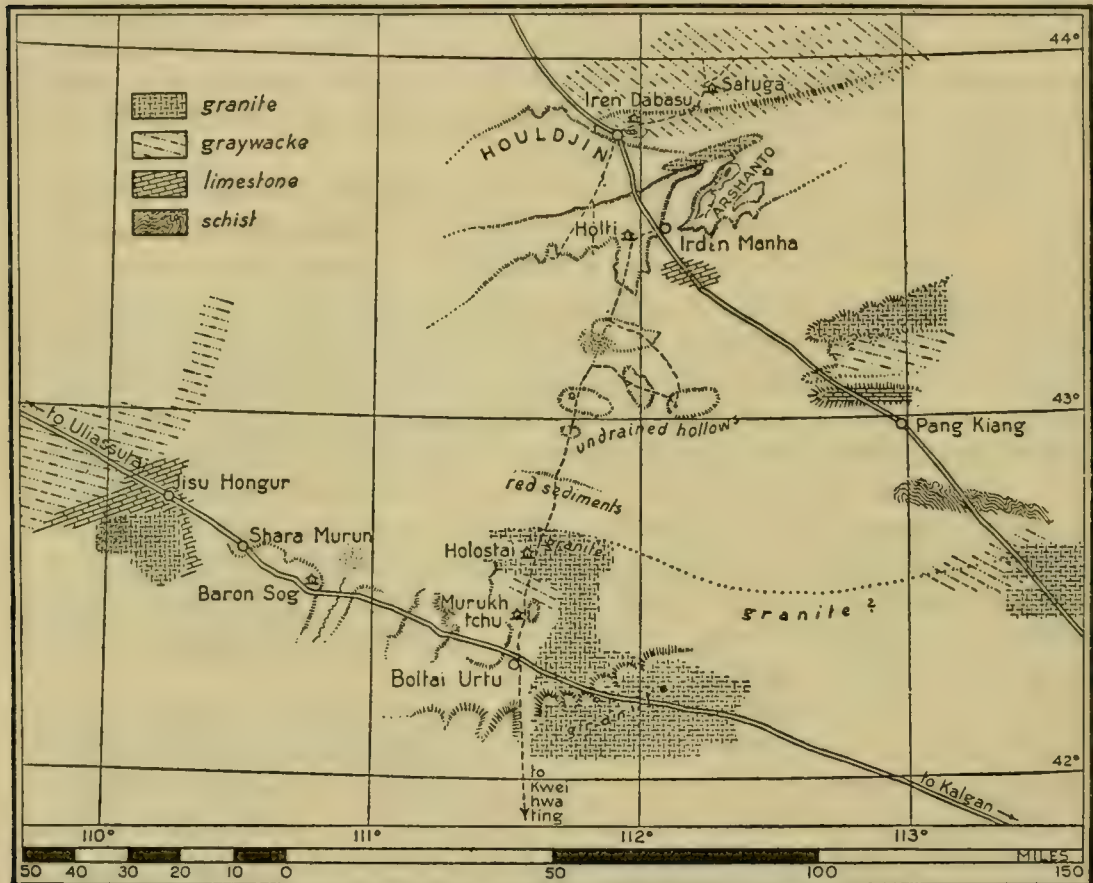 44°
granite
graywacke
limestone
schist
Satuga
Iren Dabasu
HOULDJIN
ARSHANTO
Holti
Irden Manha
43°
undrained hollows
Pang Kiang
to Uliassutai
Jisu Hongur
red sediments
Shara Murun
Holostai
granite
Baron Sog
granite ?
Murukh
tchu
Boltai Urtu
granite
42°
to
Kwei
hwa
ting
to Kalgan
110° 111° 112° 113°
MILES
50 40 30 20 10 0 50 100 150